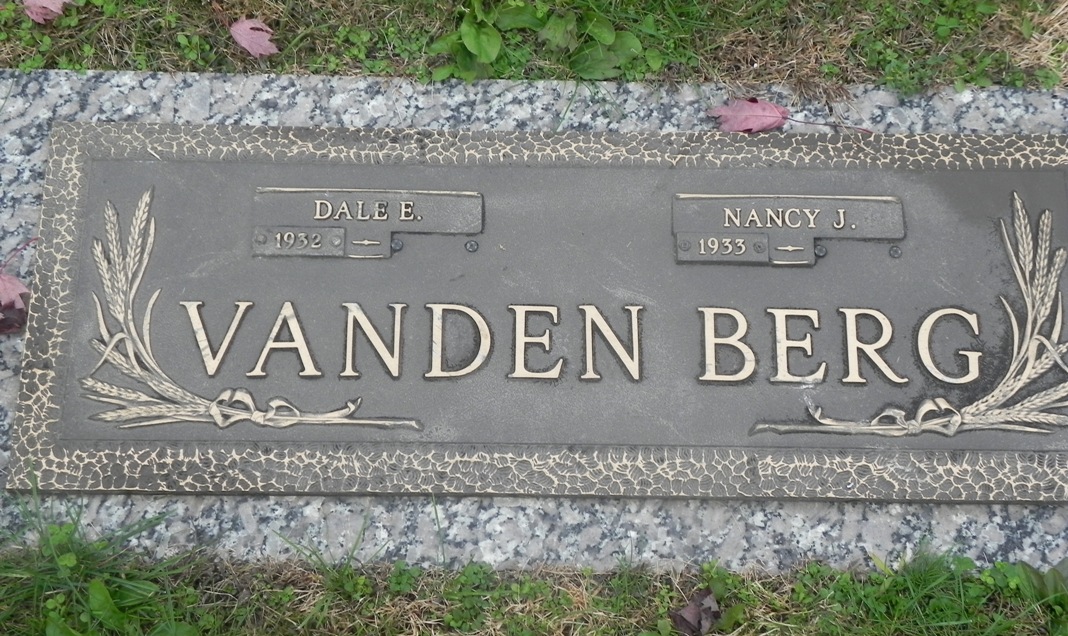 DALE E.
1932 –
NANCY J.
1933 –
VANDEN BERG